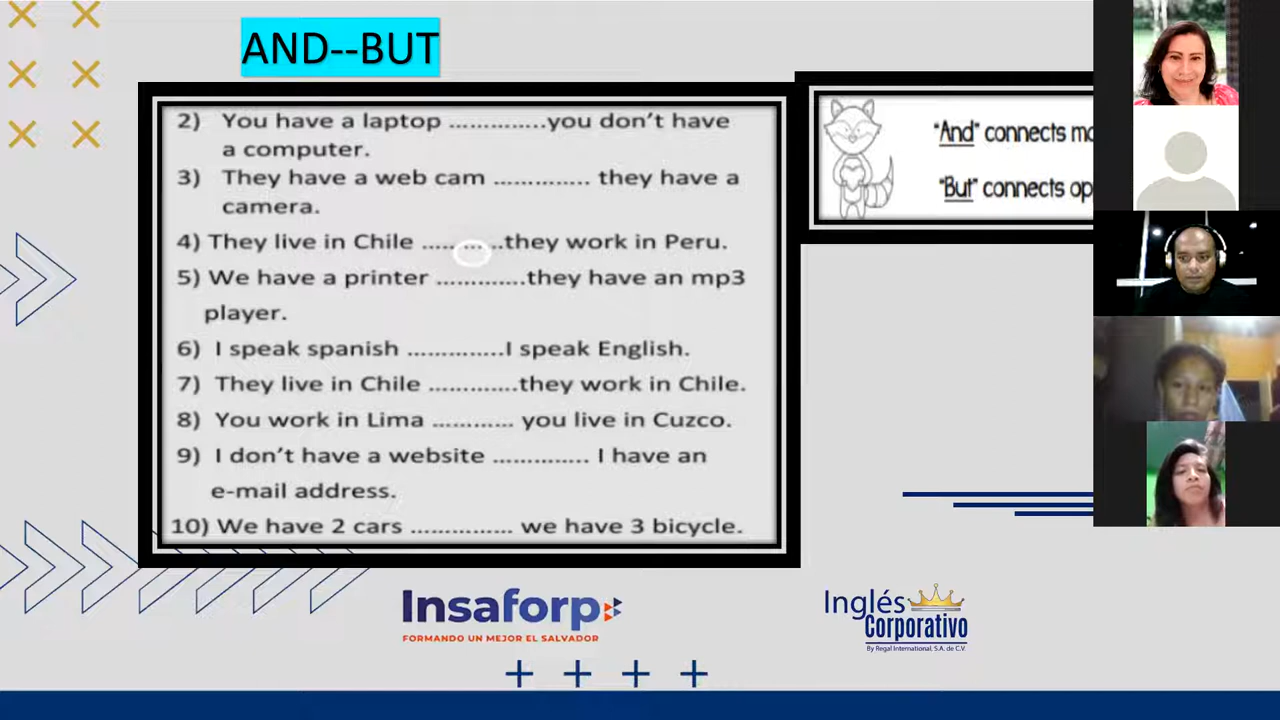 AND--BUT
2) You have a laptop ..............you don't have
a computer.
3) They have a web cam .............. they have a
camera.
4) They live in Chile ..............they work in Peru.
5) We have a printer ..............they have an mp3
player.
6) I speak spanish ..............I speak English.
7) They live in Chile .............they work in Chile.
8) You work in Lima ............ you live in Cuzco.
9) I don't have a website .............. I have an
e-mail address.
10) We have 2 cars ............... we have 3 bicycle.
"And" connects
"But" connects
Insaforp
FORMANDO UN MEJOR EL SALVADOR
Inglés
Corporativo
By Regal International, S.A. de C.V.